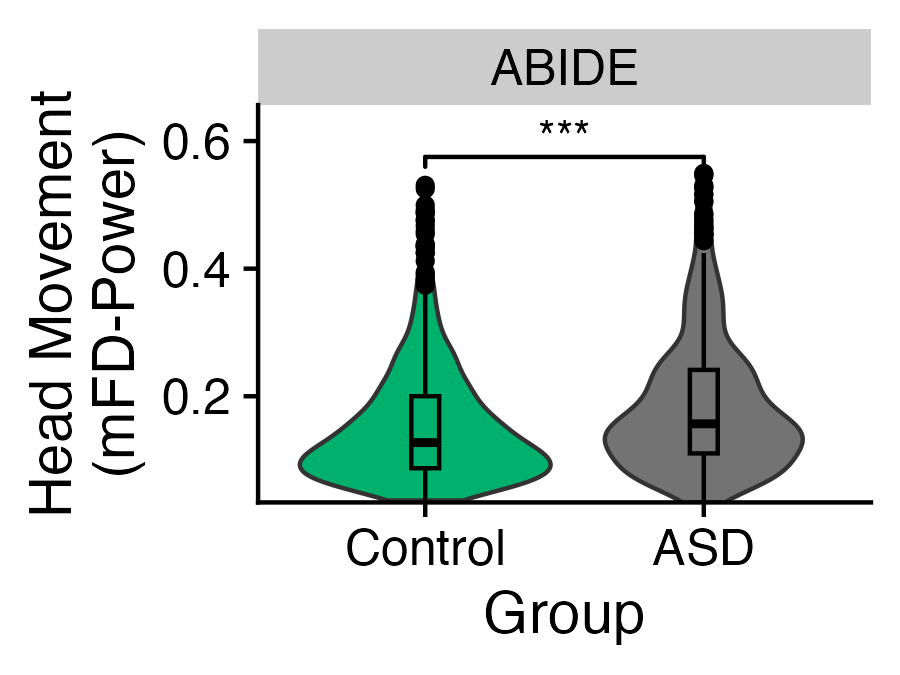 ABIDE
***
Head Movement
(mFD-Power)
0.6
0.4
0.2
Control
ASD
Group